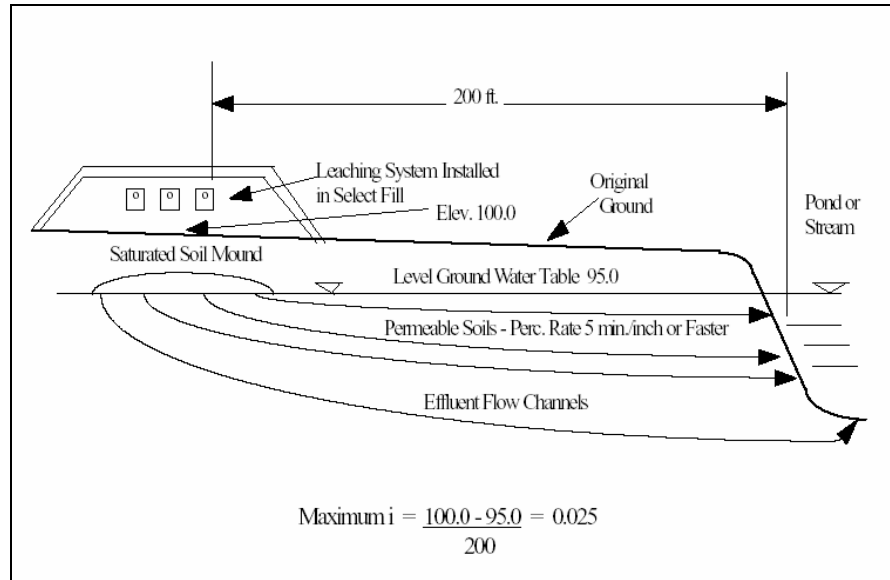 200 ft.
Leaching System Installed
in Select Fill
Elev. 100.0
Original
Ground
Pond or
Stream
Saturated Soil Mound
Level Ground Water Table 95.0
Permeable Soils - Perc. Rate 5 min./inch or Faster
Effluent Flow Channels
Maximum i = 100.0 - 95.0 = 0.025
200